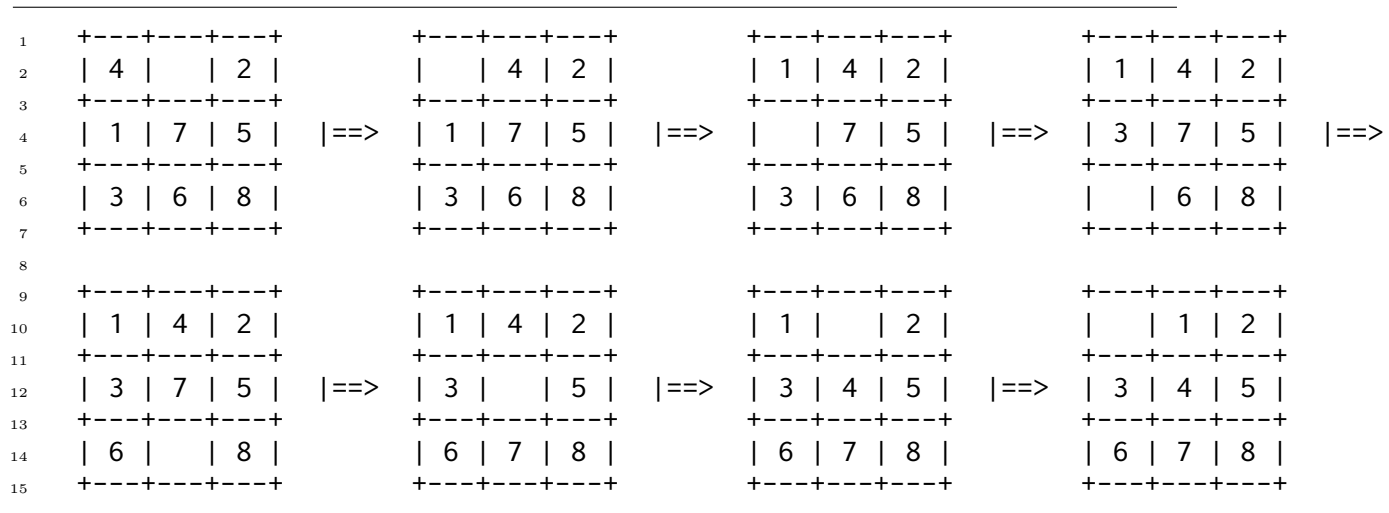 1 +---+---+---+ +---+---+---+ +---+---+---+ +---+---+---+
2 | 4 |   | 2 | |   | 4 | 2 | | 1 | 4 | 2 | | 1 | 4 | 2 |
3 +---+---+---+ +---+---+---+ +---+---+---+ +---+---+---+
4 | 1 | 7 | 5 | |==> | 1 | 7 | 5 | |==> |   | 7 | 5 | |==> | 3 | 7 | 5 | |==>
5 +---+---+---+ +---+---+---+ +---+---+---+ +---+---+---+
6 | 3 | 6 | 8 | | 3 | 6 | 8 | | 3 | 6 | 8 | |   | 6 | 8 |
7 +---+---+---+ +---+---+---+ +---+---+---+ +---+---+---+
8
9 +---+---+---+ +---+---+---+ +---+---+---+ +---+---+---+
10 | 1 | 4 | 2 | | 1 | 4 | 2 | | 1 |   | 2 | |   | 1 | 2 |
11 +---+---+---+ +---+---+---+ +---+---+---+ +---+---+---+
12 | 3 | 7 | 5 | |==> | 3 |   | 5 | |==> | 3 | 4 | 5 | |==> | 3 | 4 | 5 |
13 +---+---+---+ +---+---+---+ +---+---+---+ +---+---+---+
14 | 6 |   | 8 | | 6 | 7 | 8 | | 6 | 7 | 8 | | 6 | 7 | 8 |
15 +---+---+---+ +---+---+---+ +---+---+---+ +---+---+---+